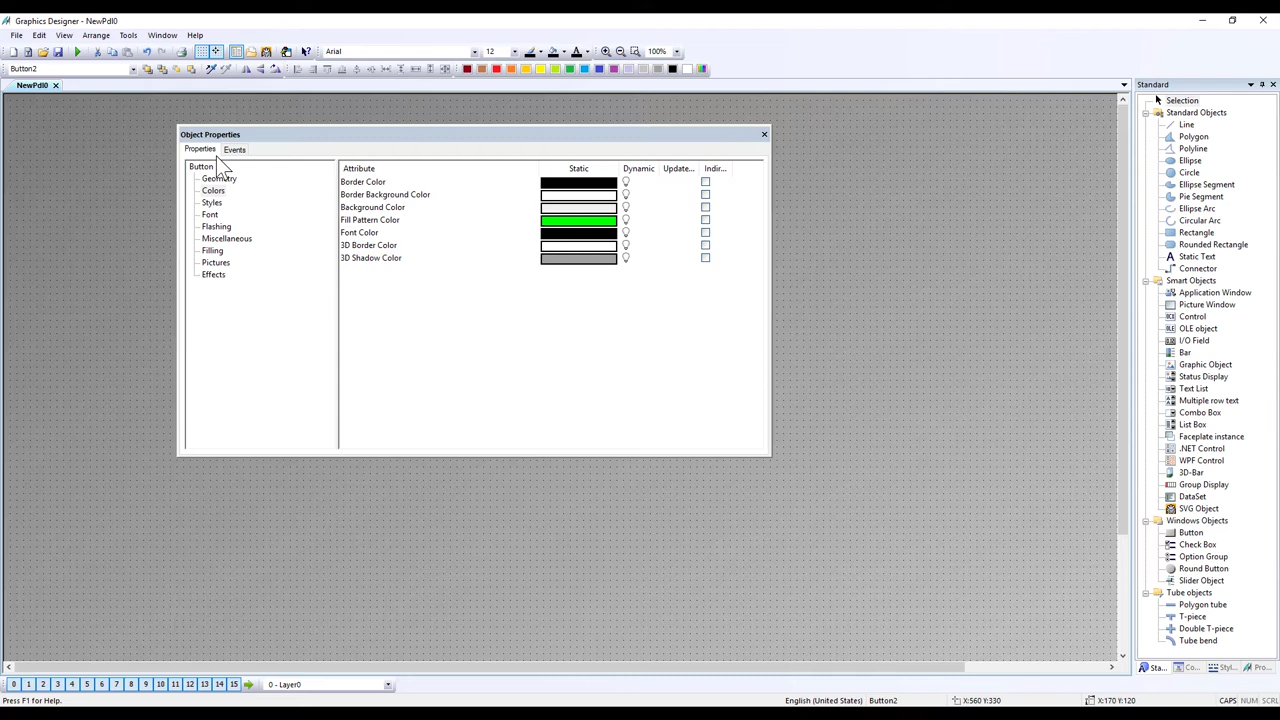 Graphics Designer - NewPdl0
File Edit View Arrange Tools Window Help
Arial 12 100%
Button2
NewPdl0
Standard
Object Properties
Properties Events
Button
Geometry
Colors
Styles
Font
Flashing
Miscellaneous
Filling
Pictures
Effects
Attribute Static Dynamic Update... Indir...
Border Color
Border Background Color
Background Color
Fill Pattern Color
Font Color
3D Border Color
3D Shadow Color
Selection
Standard Objects
Line
Polygon
Polyline
Ellipse
Circle
Ellipse Segment
Pie Segment
Ellipse Arc
Circular Arc
Rectangle
Rounded Rectangle
Static Text
Connector
Smart Objects
Application Window
Picture Window
Control
OLE object
I/O Field
Bar
Graphic Object
Status Display
Text List
Multiple row text
Combo Box
List Box
Faceplate instance
.NET Control
WPF Control
3D-Bar
Group Display
DataSet
SVG Object
Windows Objects
Button
Check Box
Option Group
Round Button
Slider Object
Tube objects
Polygon tube
T-piece
Double T-piece
Tube bend
Sta... Co... Styl... Pro...
0 1 2 3 4 5 6 7 8 9 10 11 12 13 14 15 0 - Layer0
Press F1 for Help. English (United States) Button2 X:560 Y:330 X:170 Y:120 CAPS NUM SCRL